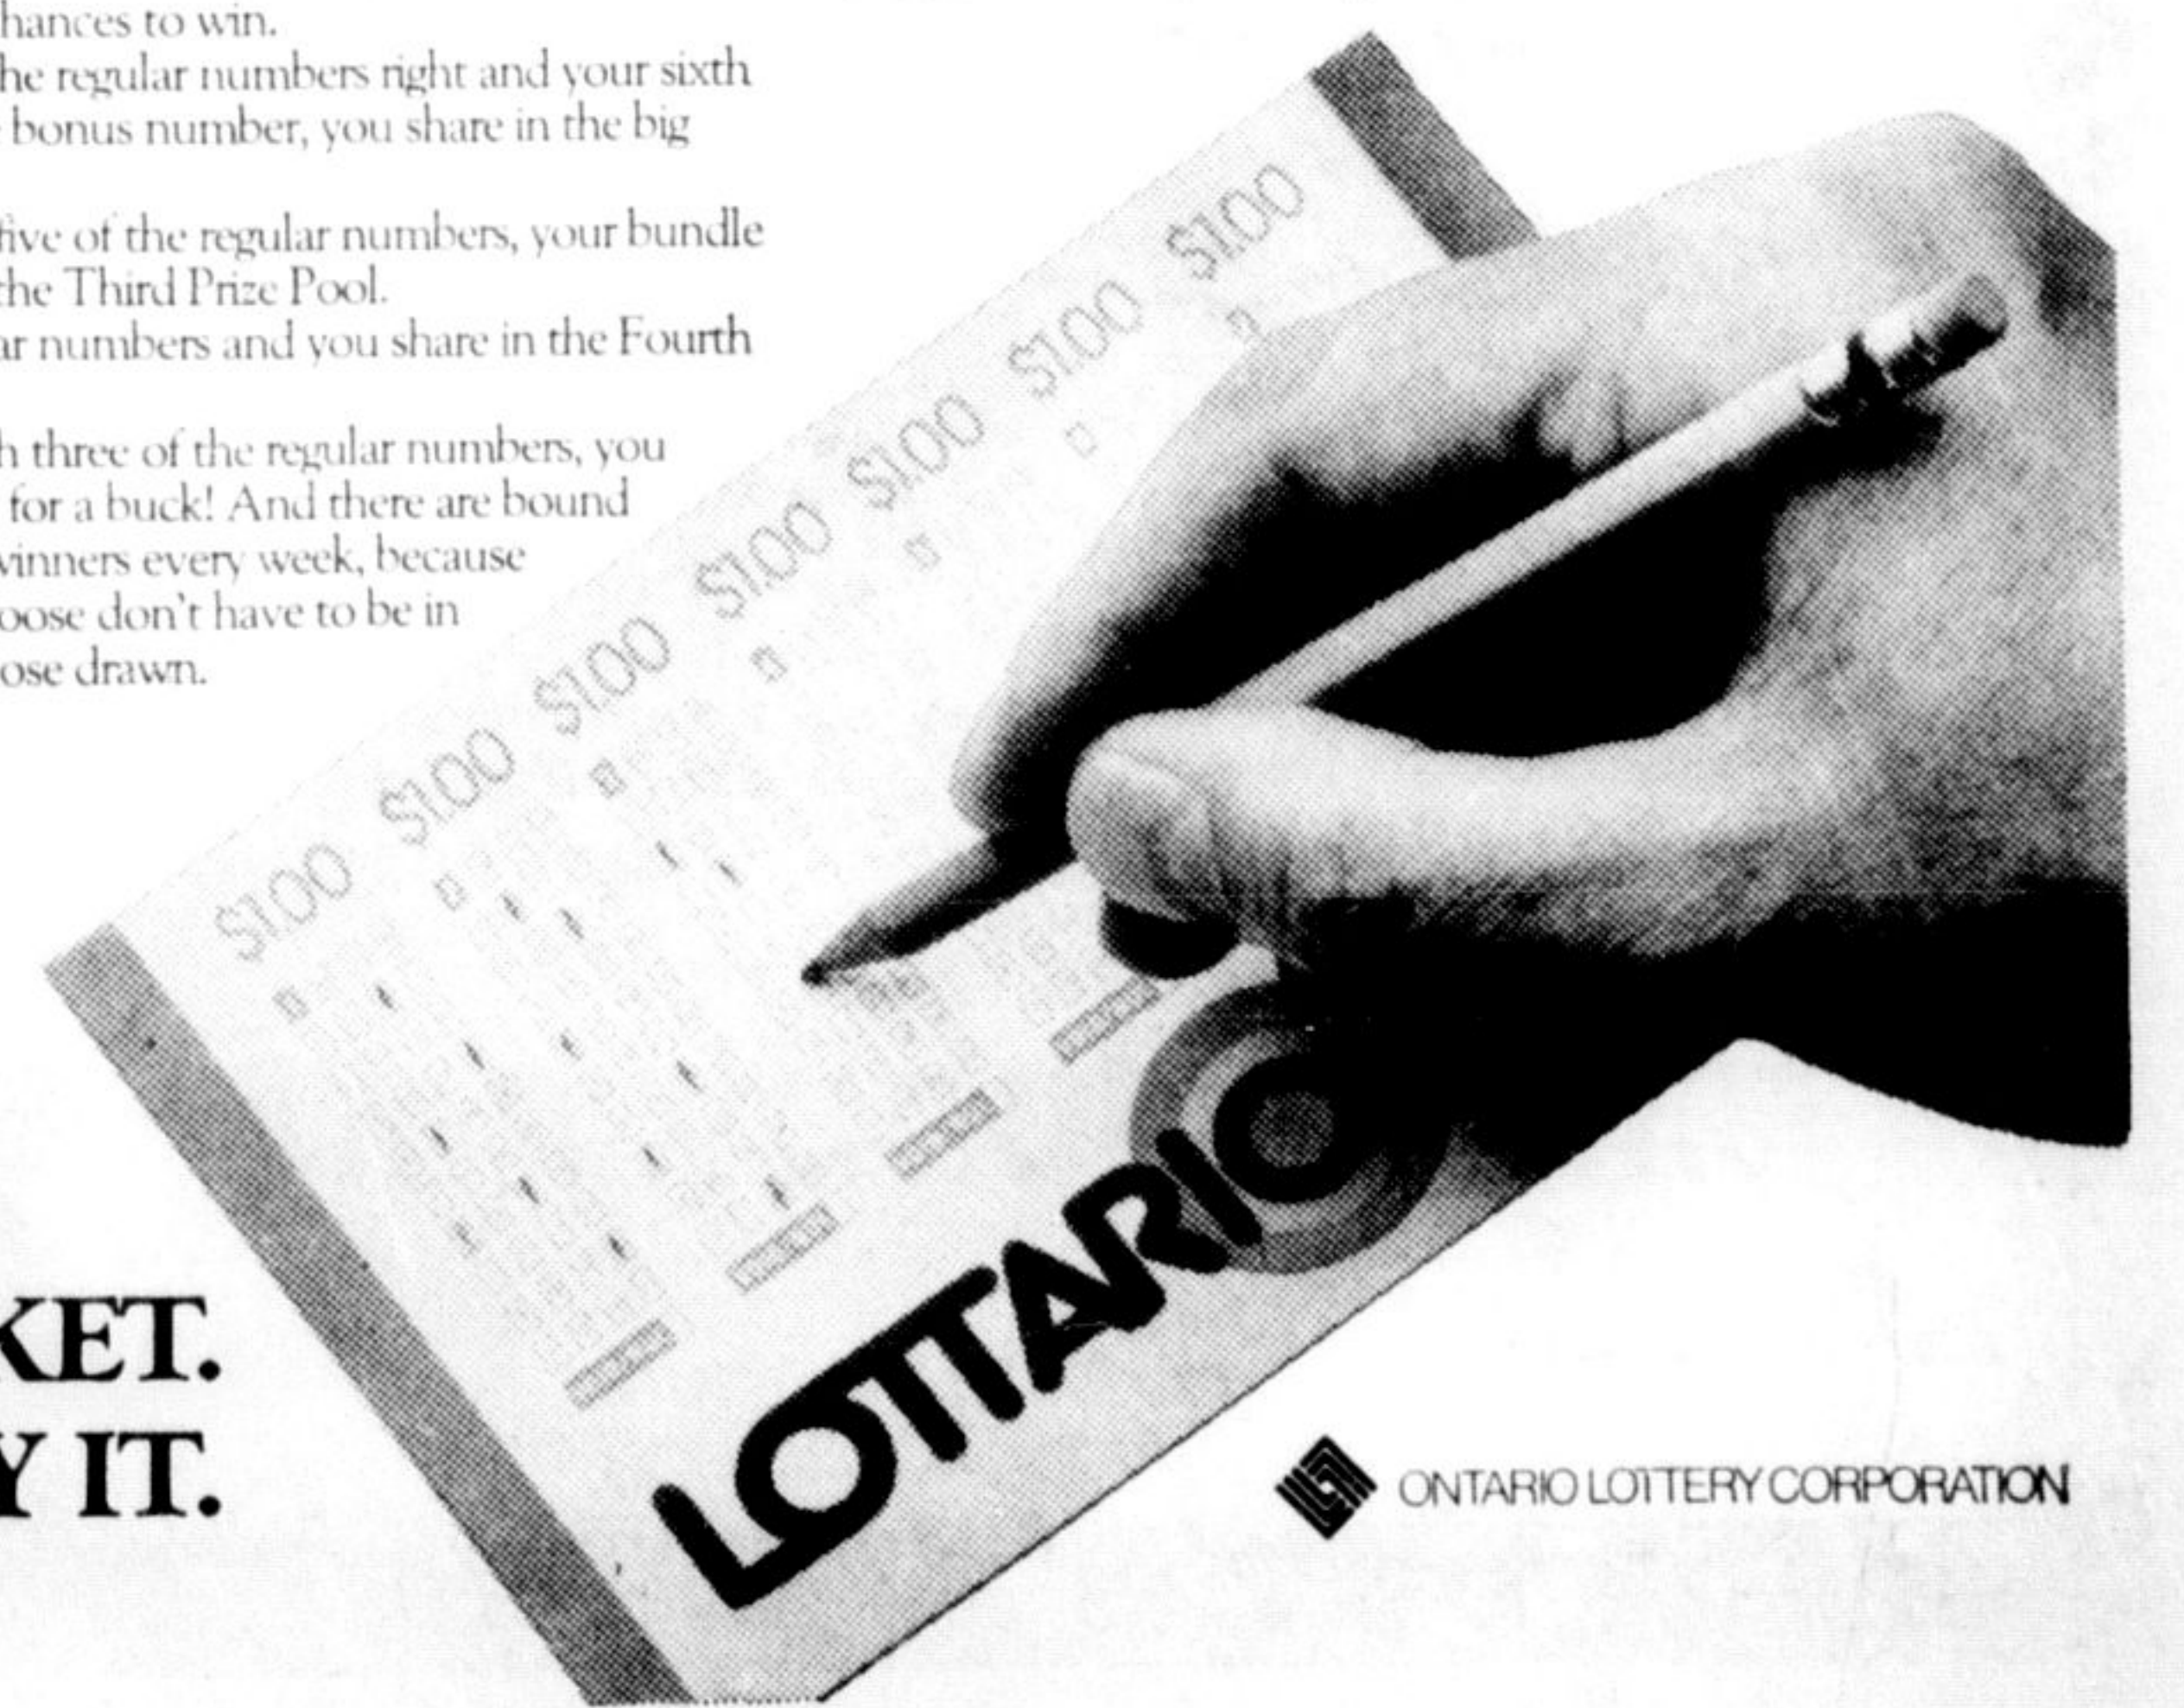 hances to win.
he regular numbers right and your sixth
bonus number, you share in the big
five of the regular numbers, your bundle
the Third Prize Pool.
ar numbers and you share in the Fourth
h three of the regular numbers, you
for a buck! And there are bound
vinners every week, because
oose don't have to be in
ose drawn.
$1.00 $1.00 $1.00 $1.00 $1.00 $1.00 $1.00
LOTTARIO
KET.
Y IT.
ONTARIO LOTTERY CORPORATION